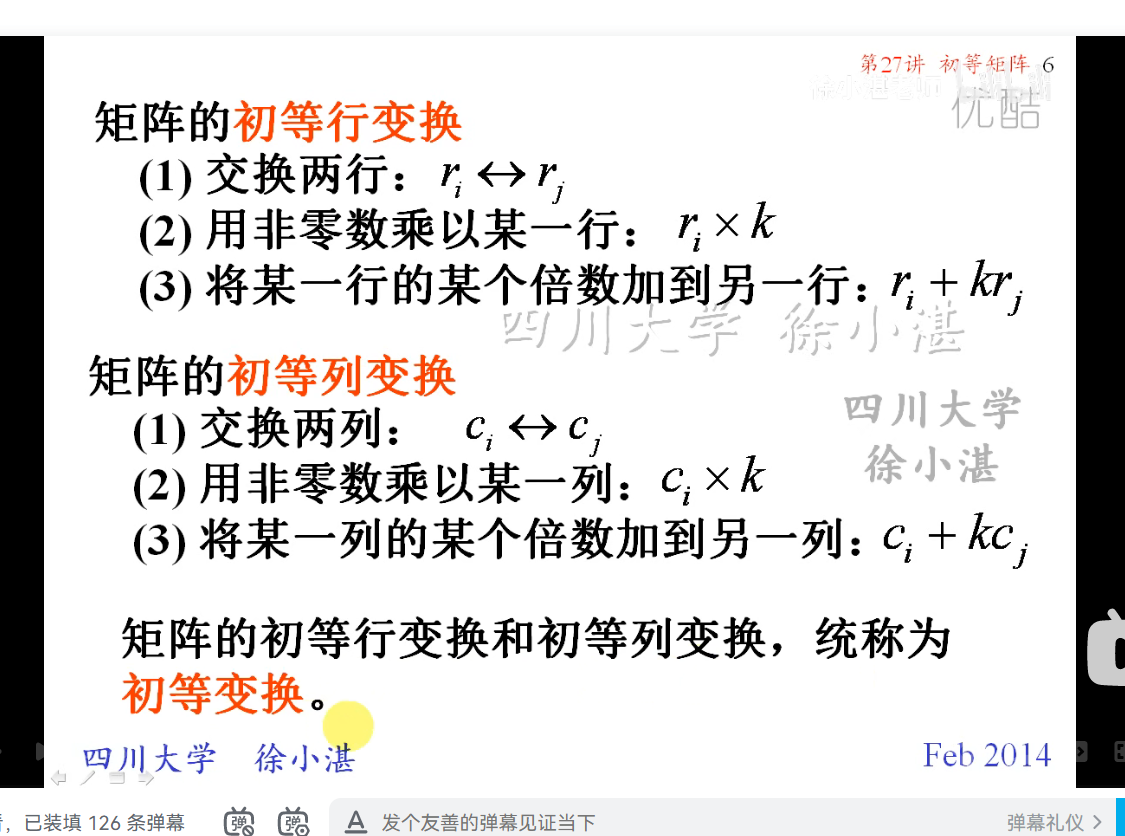 第27讲 初等矩阵 6
优酷
矩阵的初等行变换
(1) 交换两行： r_i ↔ r_j
(2) 用非零数乘以某一行： r_i × k
(3) 将某一行的某个倍数加到另一行：r_i + kr_j
四川大学 徐小湛
矩阵的初等列变换
(1) 交换两列： c_i ↔ c_j
四川大学
徐小湛
(2) 用非零数乘以某一列：c_i × k
(3) 将某一列的某个倍数加到另一列：c_i + kc_j
矩阵的初等行变换和初等列变换，统称为
初等变换。
四川大学 徐小湛 Feb 2014
，已装填 126 条弹幕 弹 弹 A 发个友善的弹幕见证当下 弹幕礼仪 >